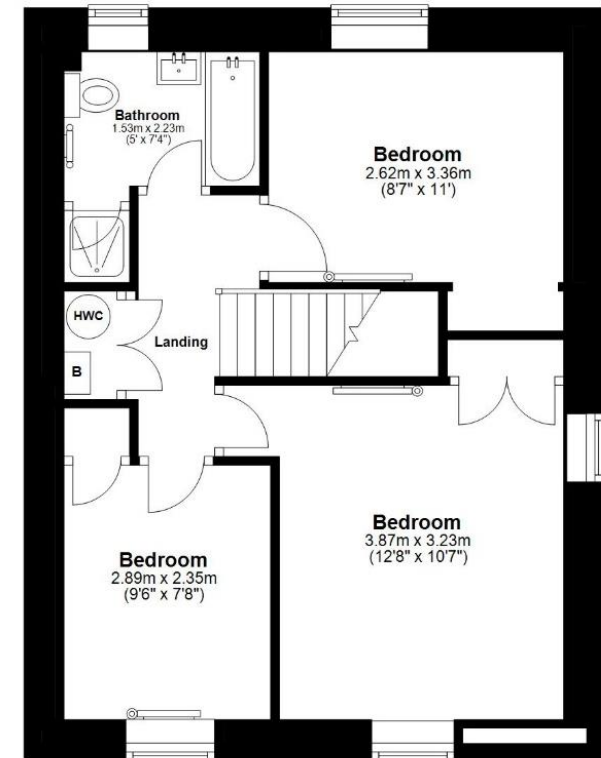 Bathroom
1.53m x 2.23m
(5' x 7'4")
Bedroom
2.62m x 3.36m
(8'7" x 11')
HWC
Landing
B
Bedroom
3.87m x 3.23m
(12'8" x 10'7")
Bedroom
2.89m x 2.35m
(9'6" x 7'8")